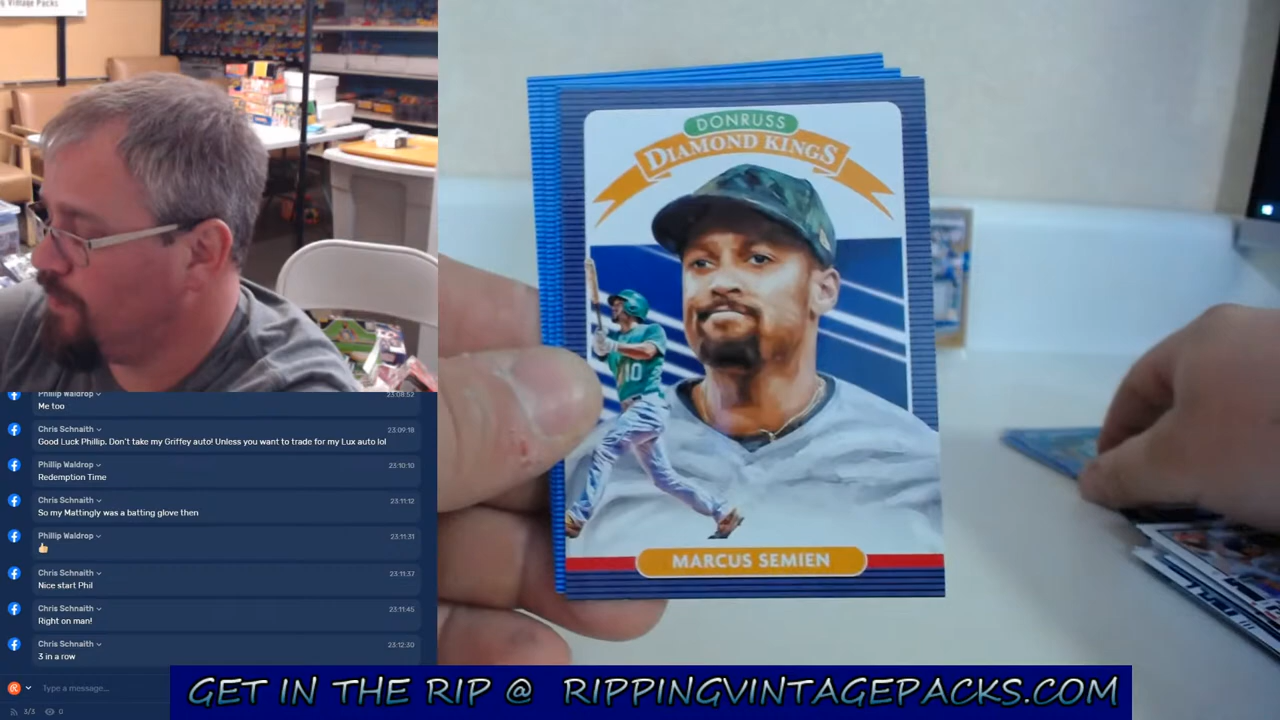 g Vintage Packs
DONRUSS
DIAMOND KINGS
10
MARCUS SEMIEN
Phillip Waldrop
23:08:52
Me too
Chris Schnaith
23:09:18
Good Luck Phillip. Don't take my Griffey auto! Unless you want to trade for my Lux auto lol
Phillip Waldrop
23:10:10
Redemption Time
Chris Schnaith
23:11:12
So my Mattingly was a batting glove then
Phillip Waldrop
23:11:31
Chris Schnaith
23:11:37
Nice start Phil
Chris Schnaith
23:11:45
Right on man!
Chris Schnaith
23:12:30
3 in a row
Type a message...
3/3 0
GET IN THE RIP @ RIPPINGVINTAGEPACKS.COM